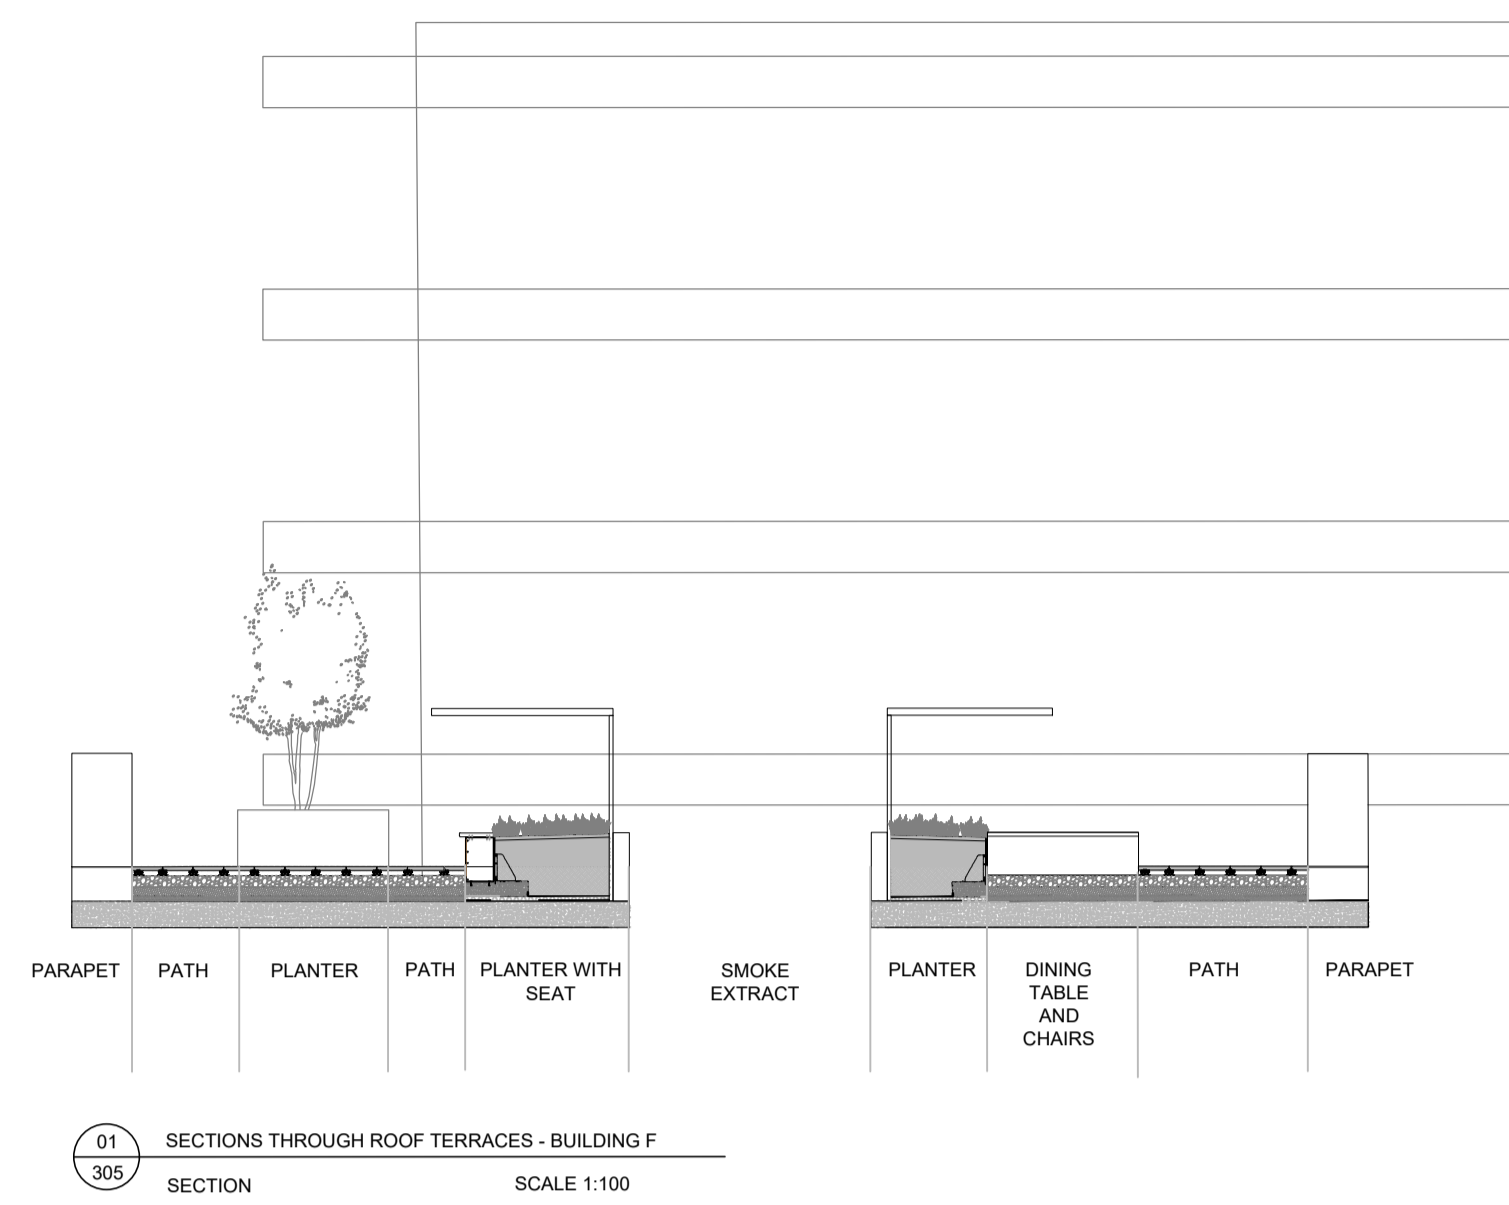 PARAPET
PATH
PLANTER
PATH
PLANTER WITH
SEAT
SMOKE
EXTRACT
PLANTER
DINING
TABLE
AND
CHAIRS
PATH
PARAPET
01
305
SECTIONS THROUGH ROOF TERRACES - BUILDING F
SECTION
SCALE 1:100